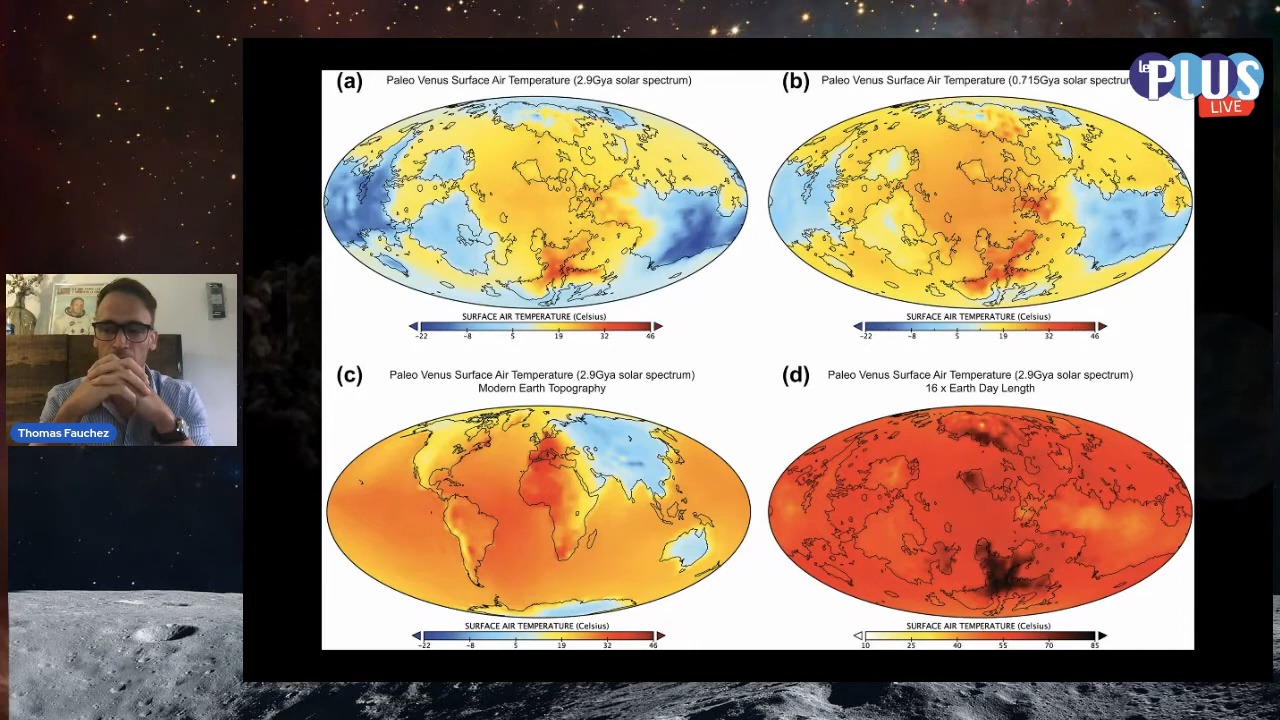 (a)
Paleo Venus Surface Air Temperature (2.9Gya solar spectrum)
SURFACE AIR TEMPERATURE (Celsius)
-22 -8 5 19 32 46
(b)
Paleo Venus Surface Air Temperature (0.715Gya solar
SURFACE AIR TEMPERATURE (Celsius)
-22 -8 5 19 32 46
le PLUS
LIVE
Thomas Fauchez
(c)
Paleo Venus Surface Air Temperature (2.9Gya solar spectrum)
Modern Earth Topography
SURFACE AIR TEMPERATURE (Celsius)
-22 -8 5 19 32 46
(d)
Paleo Venus Surface Air Temperature (2.9Gya solar spectrum)
16 x Earth Day Length
SURFACE AIR TEMPERATURE (Celsius)
10 25 40 55 70 85